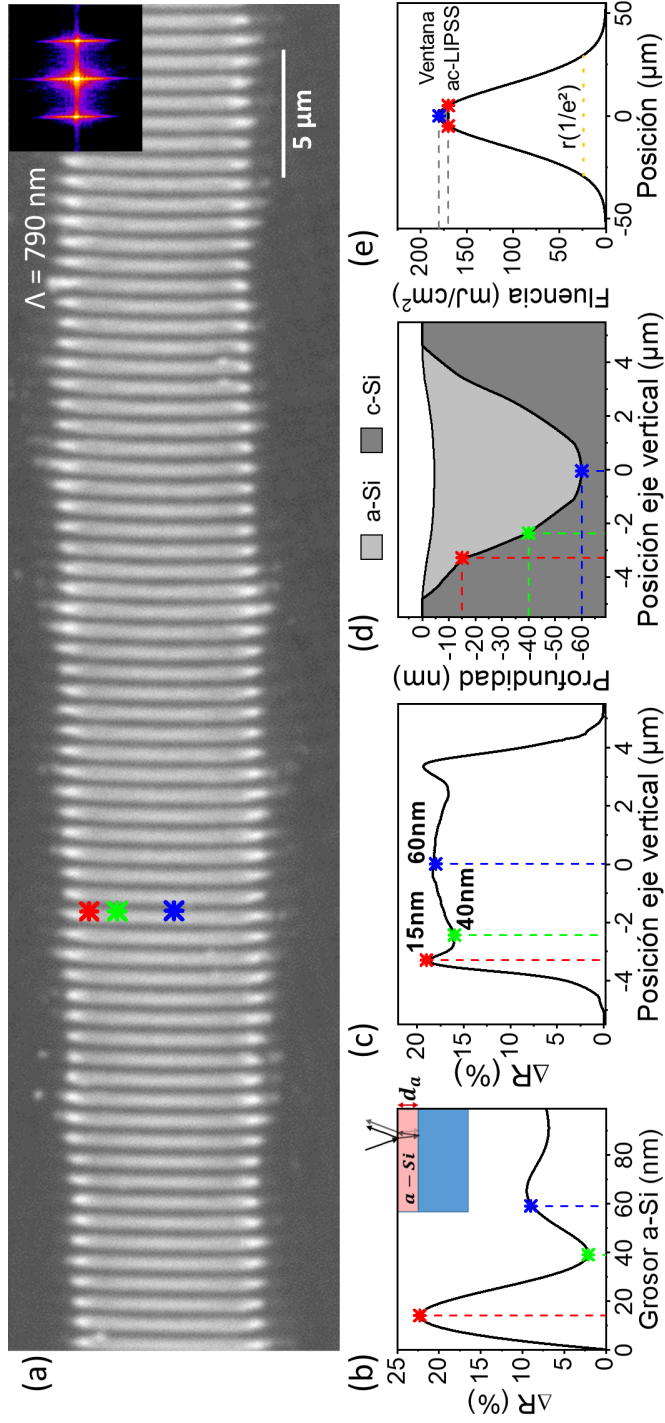 (a)
Λ = 790 nm
5 µm
(b)
ΔR (%)
25
20
15
10
5
0
0 20 40 60 80
Grosor a-Si (nm)
a − Si
d_a
(c)
ΔR (%)
20
15
10
5
0
15nm
40nm
60nm
-4 -2 0 2 4
Posición eje vertical (µm)
(d)
a-Si
c-Si
Profundidad (nm)
0
-10
-20
-30
-40
-50
-60
-4 -2 0 2 4
Posición eje vertical (µm)
(e)
Fluencia (mJ/cm²)
200
150
100
50
0
Ventana
ac-LIPSS
r(1/e²)
-50 0 50
Posición (µm)